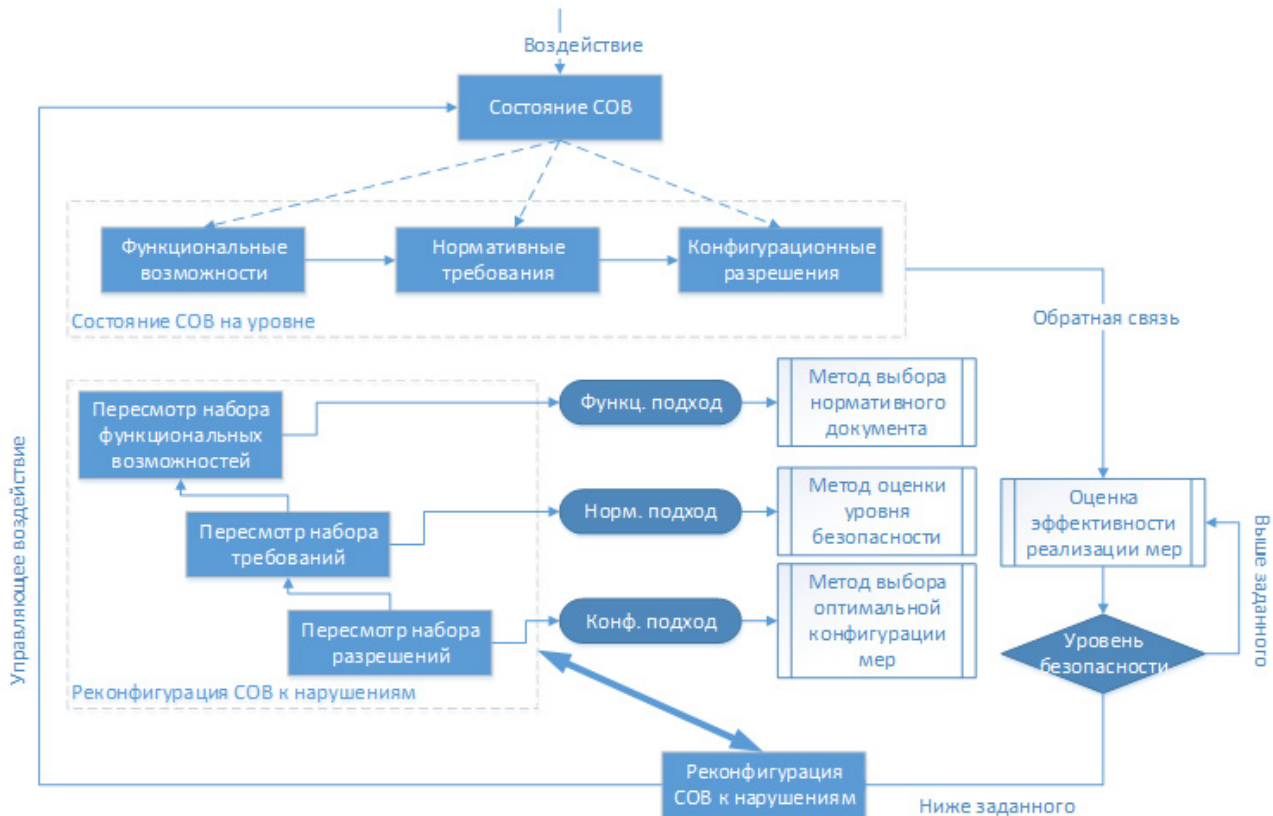 Воздействие
Состояние СОВ
Функциональные
возможности
Нормативные
требования
Конфигурационные
разрешения
Состояние СОВ на уровне
Обратная связь
Пересмотр набора
функциональных
возможностей
Функц. подход
Метод выбора
нормативного
документа
Пересмотр набора
требований
Норм. подход
Метод оценки
уровня
безопасности
Пересмотр набора
разрешений
Конф. подход
Метод выбора
оптимальной
конфигурации
мер
Реконфигурация СОВ к нарушениям
Оценка
эффективности
реализации мер
Выше заданного
Уровень
безопасности
Управляющее воздействие
Реконфигурация
СОВ к нарушениям
Ниже заданного